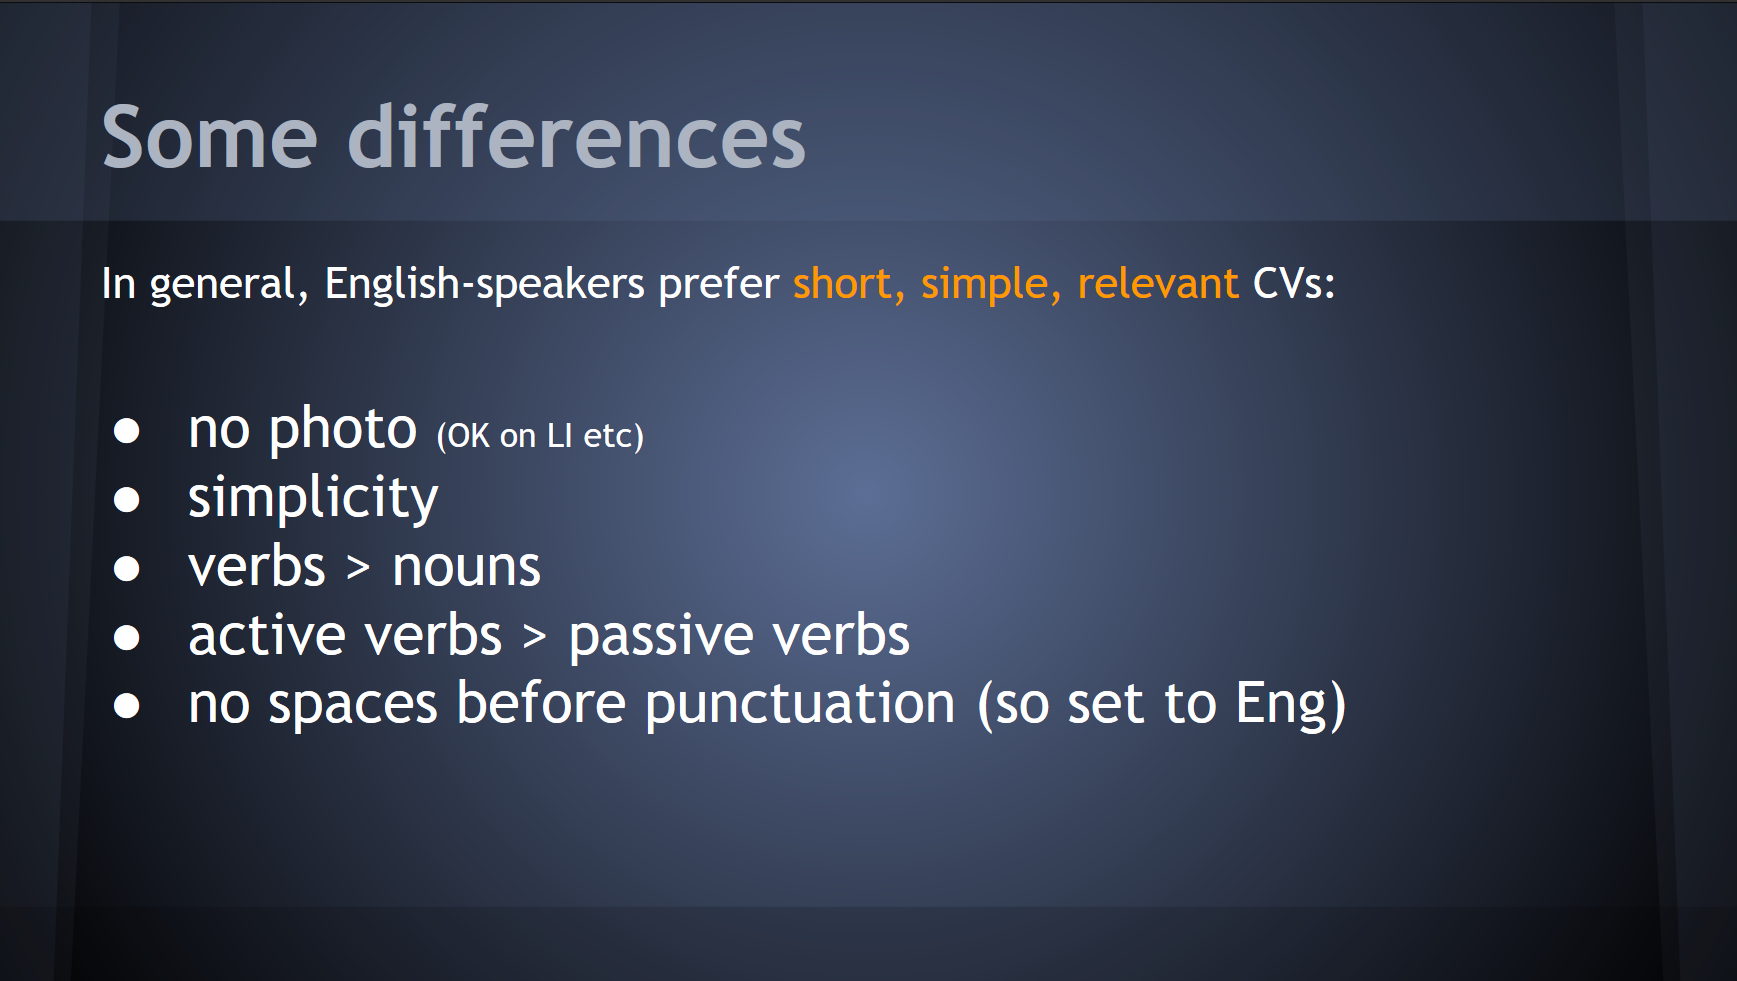 Some differences
In general, English-speakers prefer short, simple, relevant CVs:
● no photo (OK on LI etc)
● simplicity
● verbs > nouns
● active verbs > passive verbs
● no spaces before punctuation (so set to Eng)